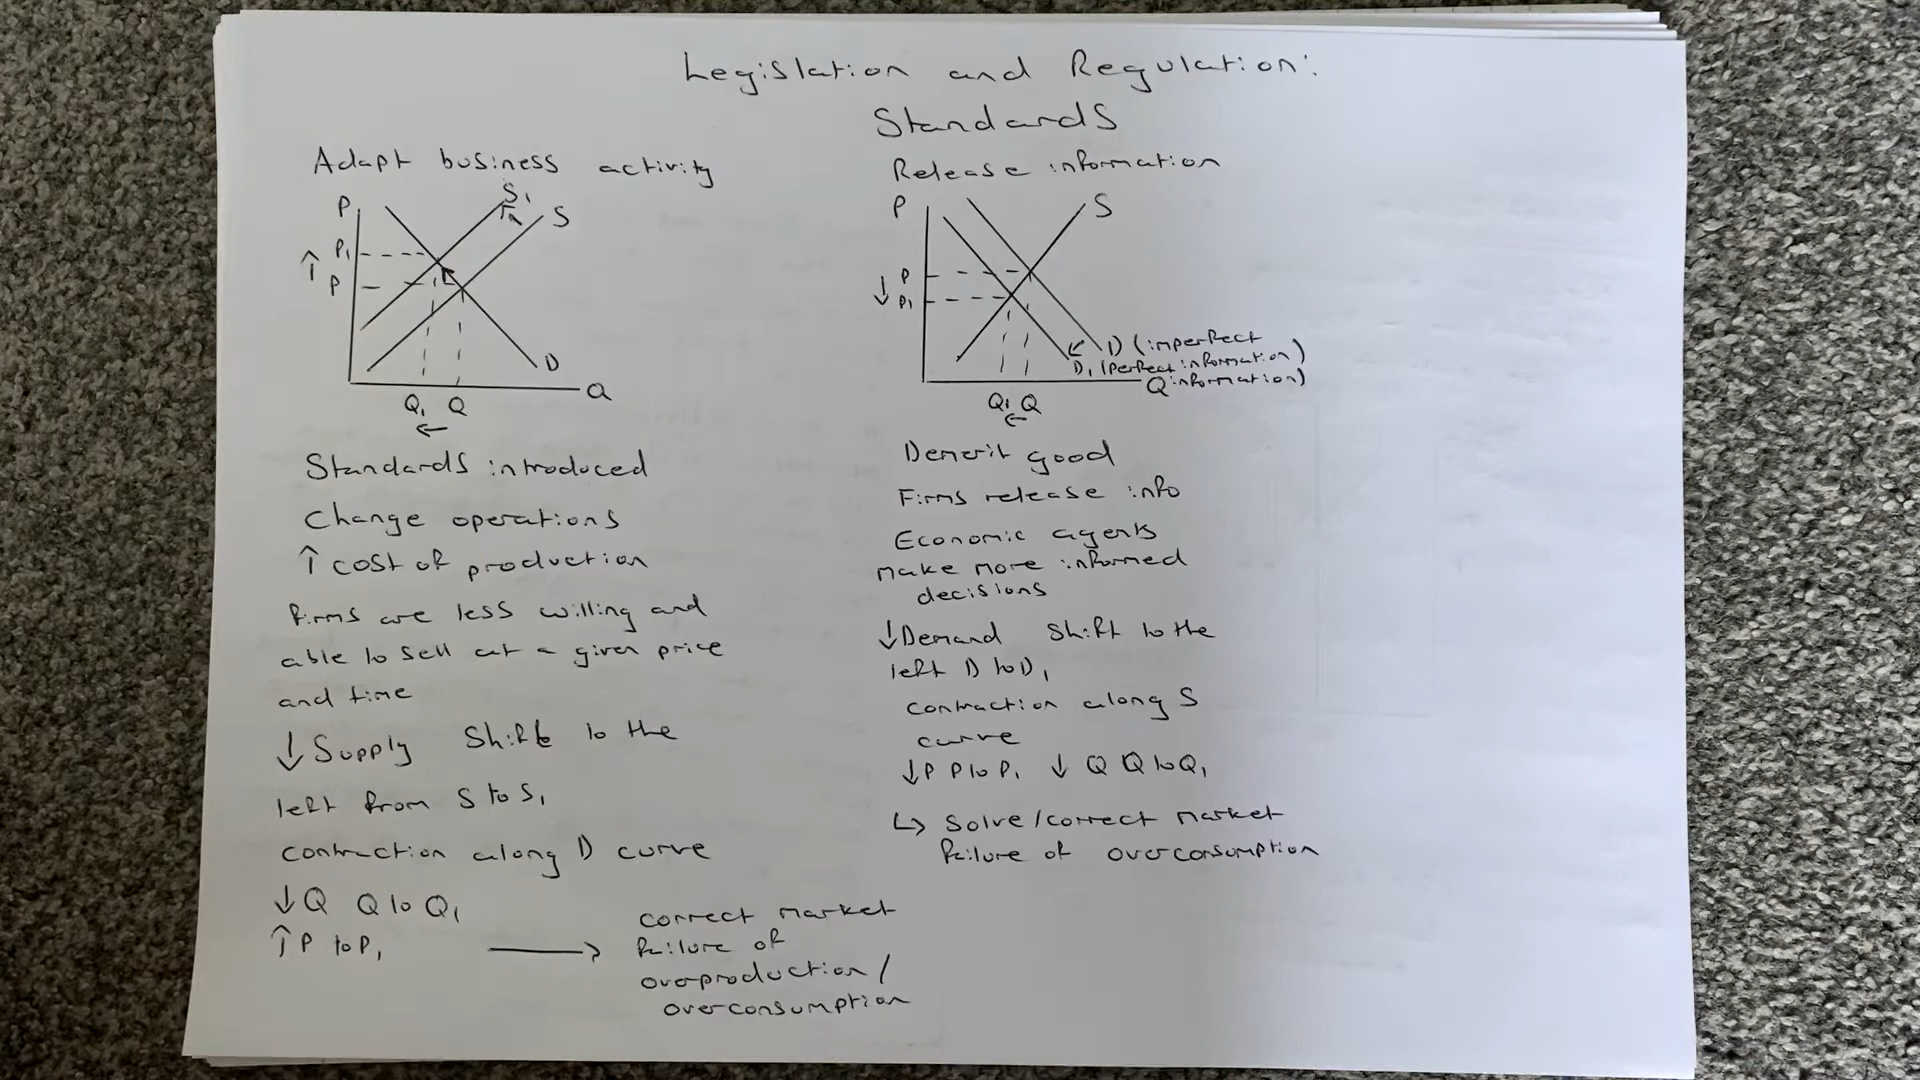 Legislation and Regulation:
Standards
Adapt business activity
P
S1
S
P1
P
D
Q
Q1 Q
Standards introduced
Change operations
↑ cost of production
firms are less willing and
able to sell at a given price
and time
↓ Supply shift to the
left from S to S1
contraction along D curve
↓ Q Q to Q1
↑ P to P1
correct market
failure of
overproduction/
overconsumption
Release information
P
S
P
↓ P1
D (imperfect
D1 (perfect information)
Q information)
Q1 Q
Demerit good
Firms release info
Economic agents
make more informed
decisions
↓ Demand shift to the
left D to D1
contraction along S
curve
↓ P P to P1 ↓ Q Q to Q1
↳ Solve/correct market
failure of overconsumption